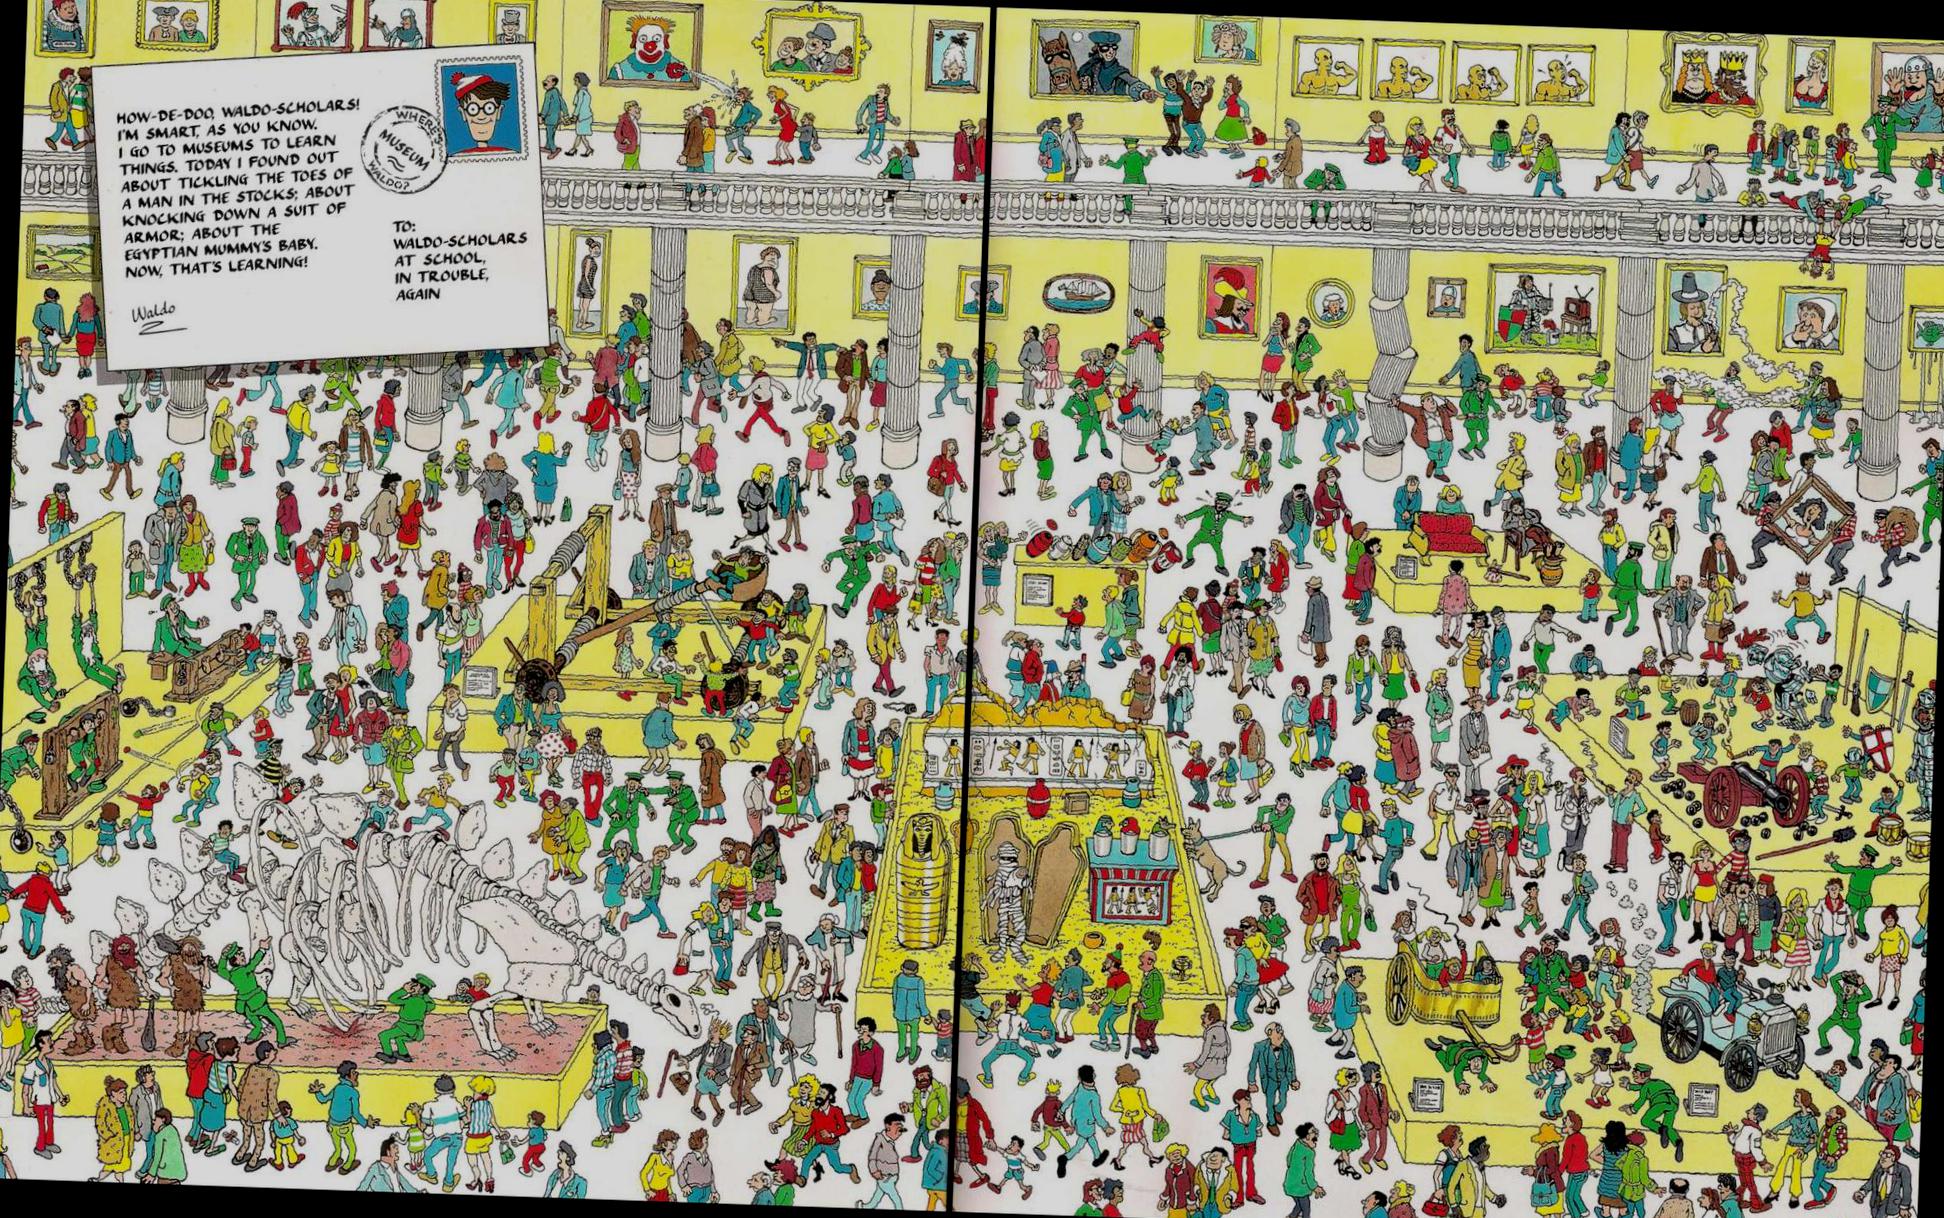 HOW-DE-DOO, WALDO-SCHOLARS!
I'M SMART, AS YOU KNOW.
I GO TO MUSEUMS TO LEARN
THINGS. TODAY I FOUND OUT
ABOUT TICKLING THE TOES OF
A MAN IN THE STOCKS; ABOUT
KNOCKING DOWN A SUIT OF
ARMOR; ABOUT THE
EGYPTIAN MUMMY'S BABY.
NOW, THAT'S LEARNING!
Waldo
WHERE'S
MUSEUM
WALDO?
TO:
WALDO-SCHOLARS
AT SCHOOL,
IN TROUBLE,
AGAIN